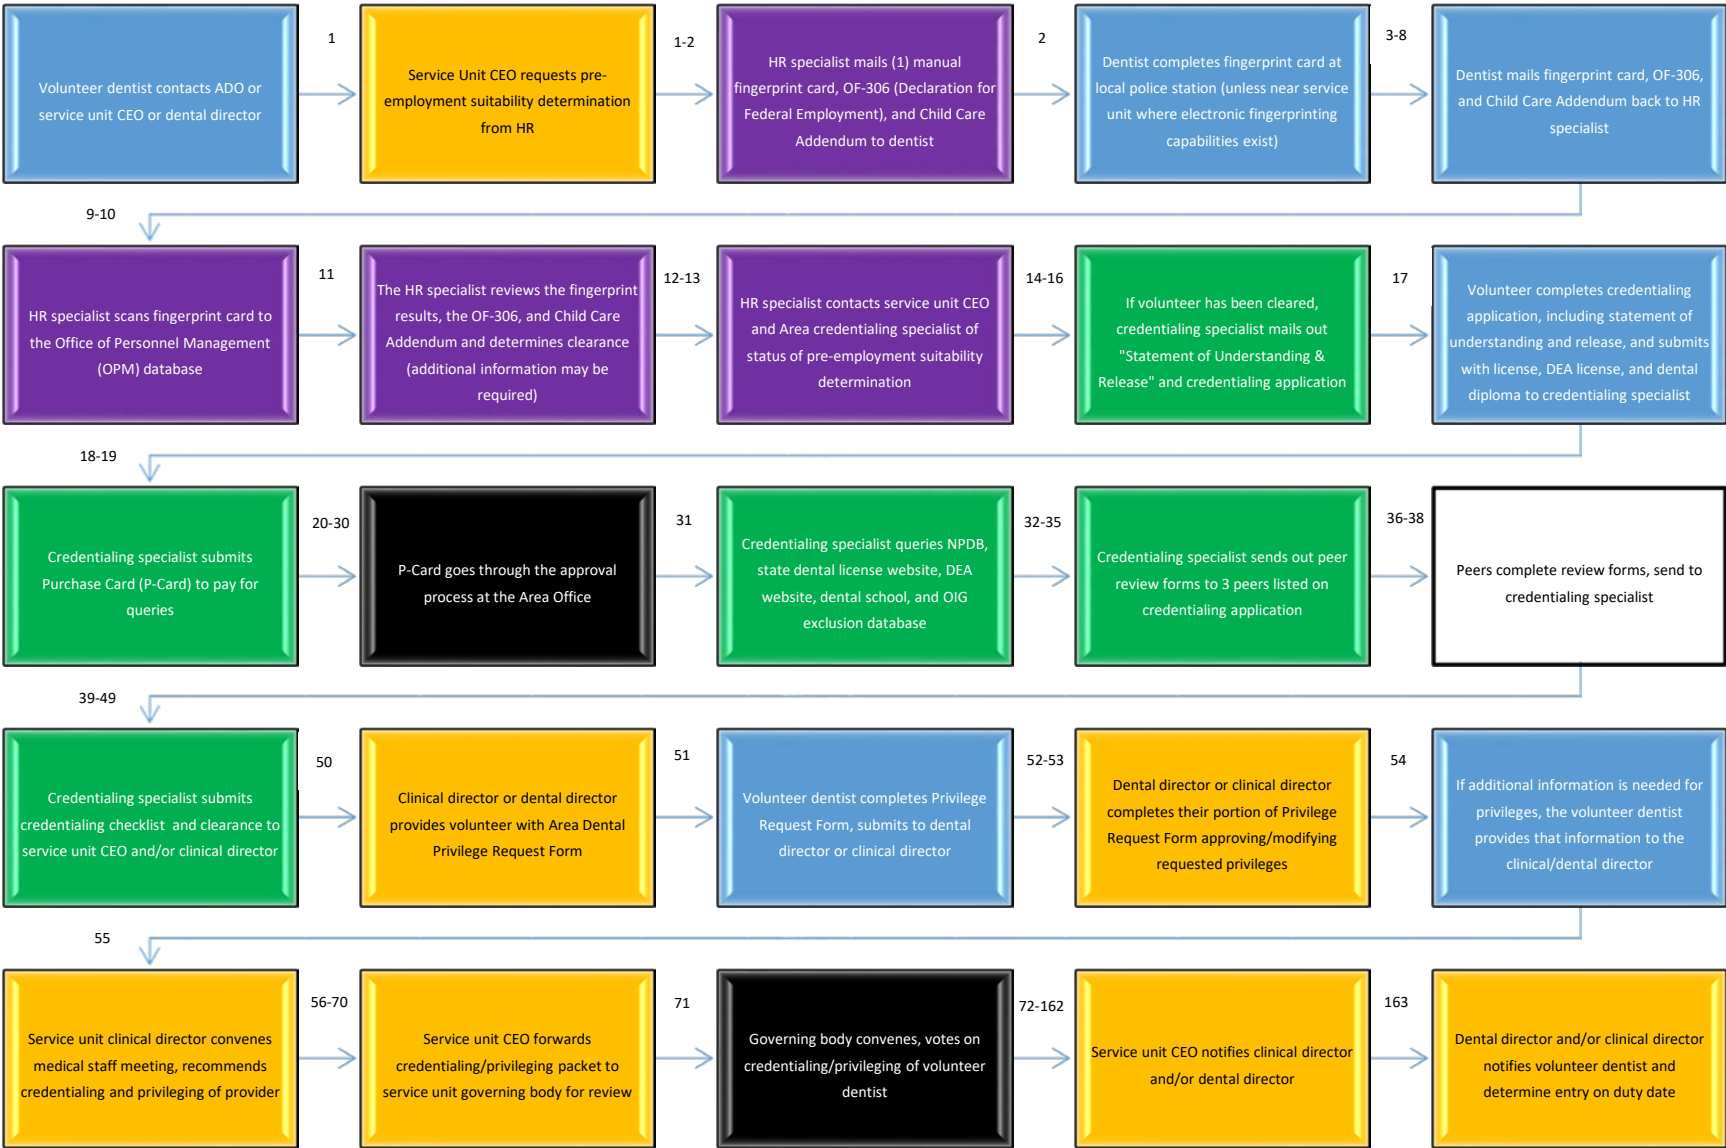 1
1-2
2
3-8
Volunteer dentist contacts ADO or
service unit CEO or dental director
Service Unit CEO requests pre-
employment suitability determination
from HR
HR specialist mails (1) manual
fingerprint card, OF-306 (Declaration for
Federal Employment), and Child Care
Addendum to dentist
Dentist completes fingerprint card at
local police station (unless near service
unit where electronic fingerprinting
capabilities exist)
Dentist mails fingerprint card, OF-306,
and Child Care Addendum back to HR
specialist
9-10
11
12-13
14-16
17
HR specialist scans fingerprint card to
the Office of Personnel Management
(OPM) database
The HR specialist reviews the fingerprint
results, the OF-306, and Child Care
Addendum and determines clearance
(additional information may be
required)
HR specialist contacts service unit CEO
and Area credentialing specialist of
status of pre-employment suitability
determination
If volunteer has been cleared,
credentialing specialist mails out
"Statement of Understanding &
Release" and credentialing application
Volunteer completes credentialing
application, including statement of
understanding and release, and submits
with license, DEA license, and dental
diploma to credentialing specialist
18-19
20-30
31
32-35
36-38
Credentialing specialist submits
Purchase Card (P-Card) to pay for
queries
P-Card goes through the approval
process at the Area Office
Credentialing specialist queries NPDB,
state dental license website, DEA
website, dental school, and OIG
exclusion database
Credentialing specialist sends out peer
review forms to 3 peers listed on
credentialing application
Peers complete review forms, send to
credentialing specialist
39-49
50
51
52-53
54
Credentialing specialist submits
credentialing checklist and clearance to
service unit CEO and/or clinical director
Clinical director or dental director
provides volunteer with Area Dental
Privilege Request Form
Volunteer dentist completes Privilege
Request Form, submits to dental
director or clinical director
Dental director or clinical director
completes their portion of Privilege
Request Form approving/modifying
requested privileges
If additional information is needed for
privileges, the volunteer dentist
provides that information to the
clinical/dental director
55
56-70
71
72-162
163
Service unit clinical director convenes
medical staff meeting, recommends
credentialing and privileging of provider
Service unit CEO forwards
credentialing/privileging packet to
service unit governing body for review
Governing body convenes, votes on
credentialing/privileging of volunteer
dentist
Service unit CEO notifies clinical director
and/or dental director
Dental director and/or clinical director
notifies volunteer dentist and
determine entry on duty date